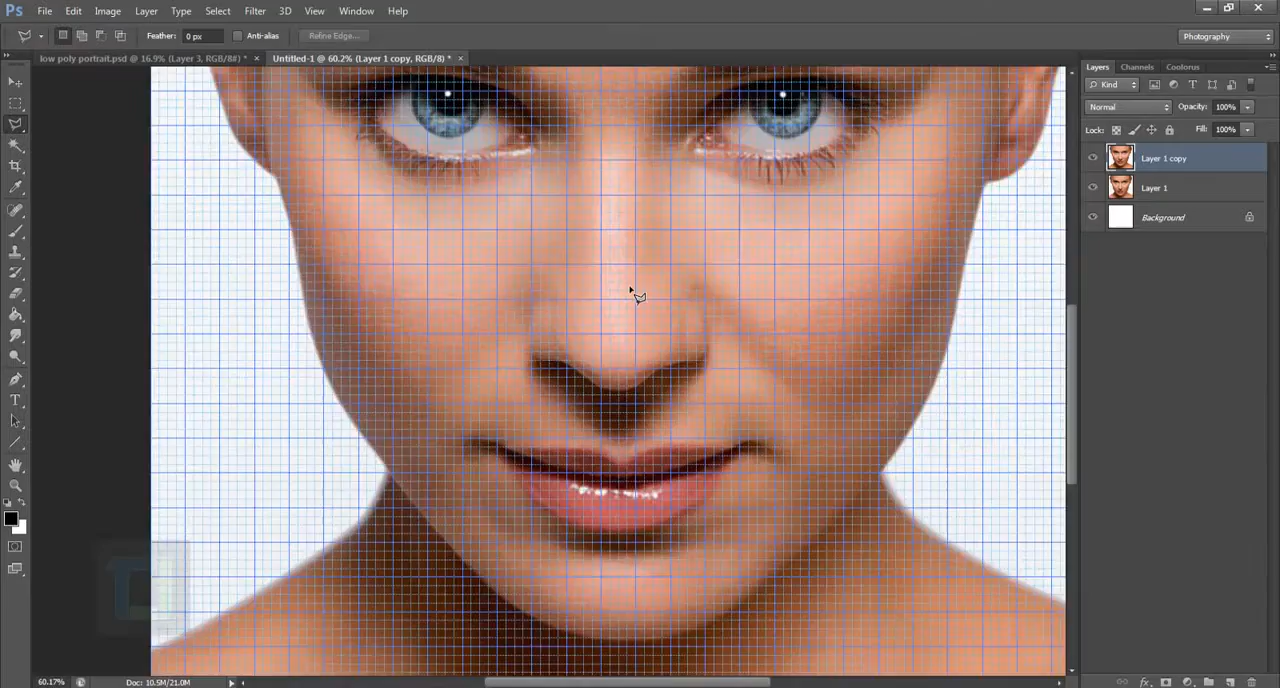 Ps File Edit Image Layer Type Select Filter 3D View Window Help
Feather: 0 px Anti-alias Refine Edge... Photography
low poly portrait.psd @ 16.9% (Layer 3, RGB/8#) * × Untitled-1 @ 60.2% (Layer 1 copy, RGB/8) * ×
Layers Channels Coolorus
Kind
Normal Opacity: 100%
Lock: Fill: 100%
Layer 1 copy
Layer 1
Background
60.17% Doc: 10.5M/21.0M